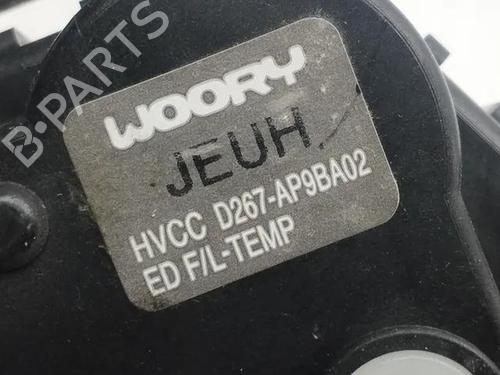 B-PARTS
WOORY
JEUH
HVCC D267-AP9BA02
ED F/L-TEMP